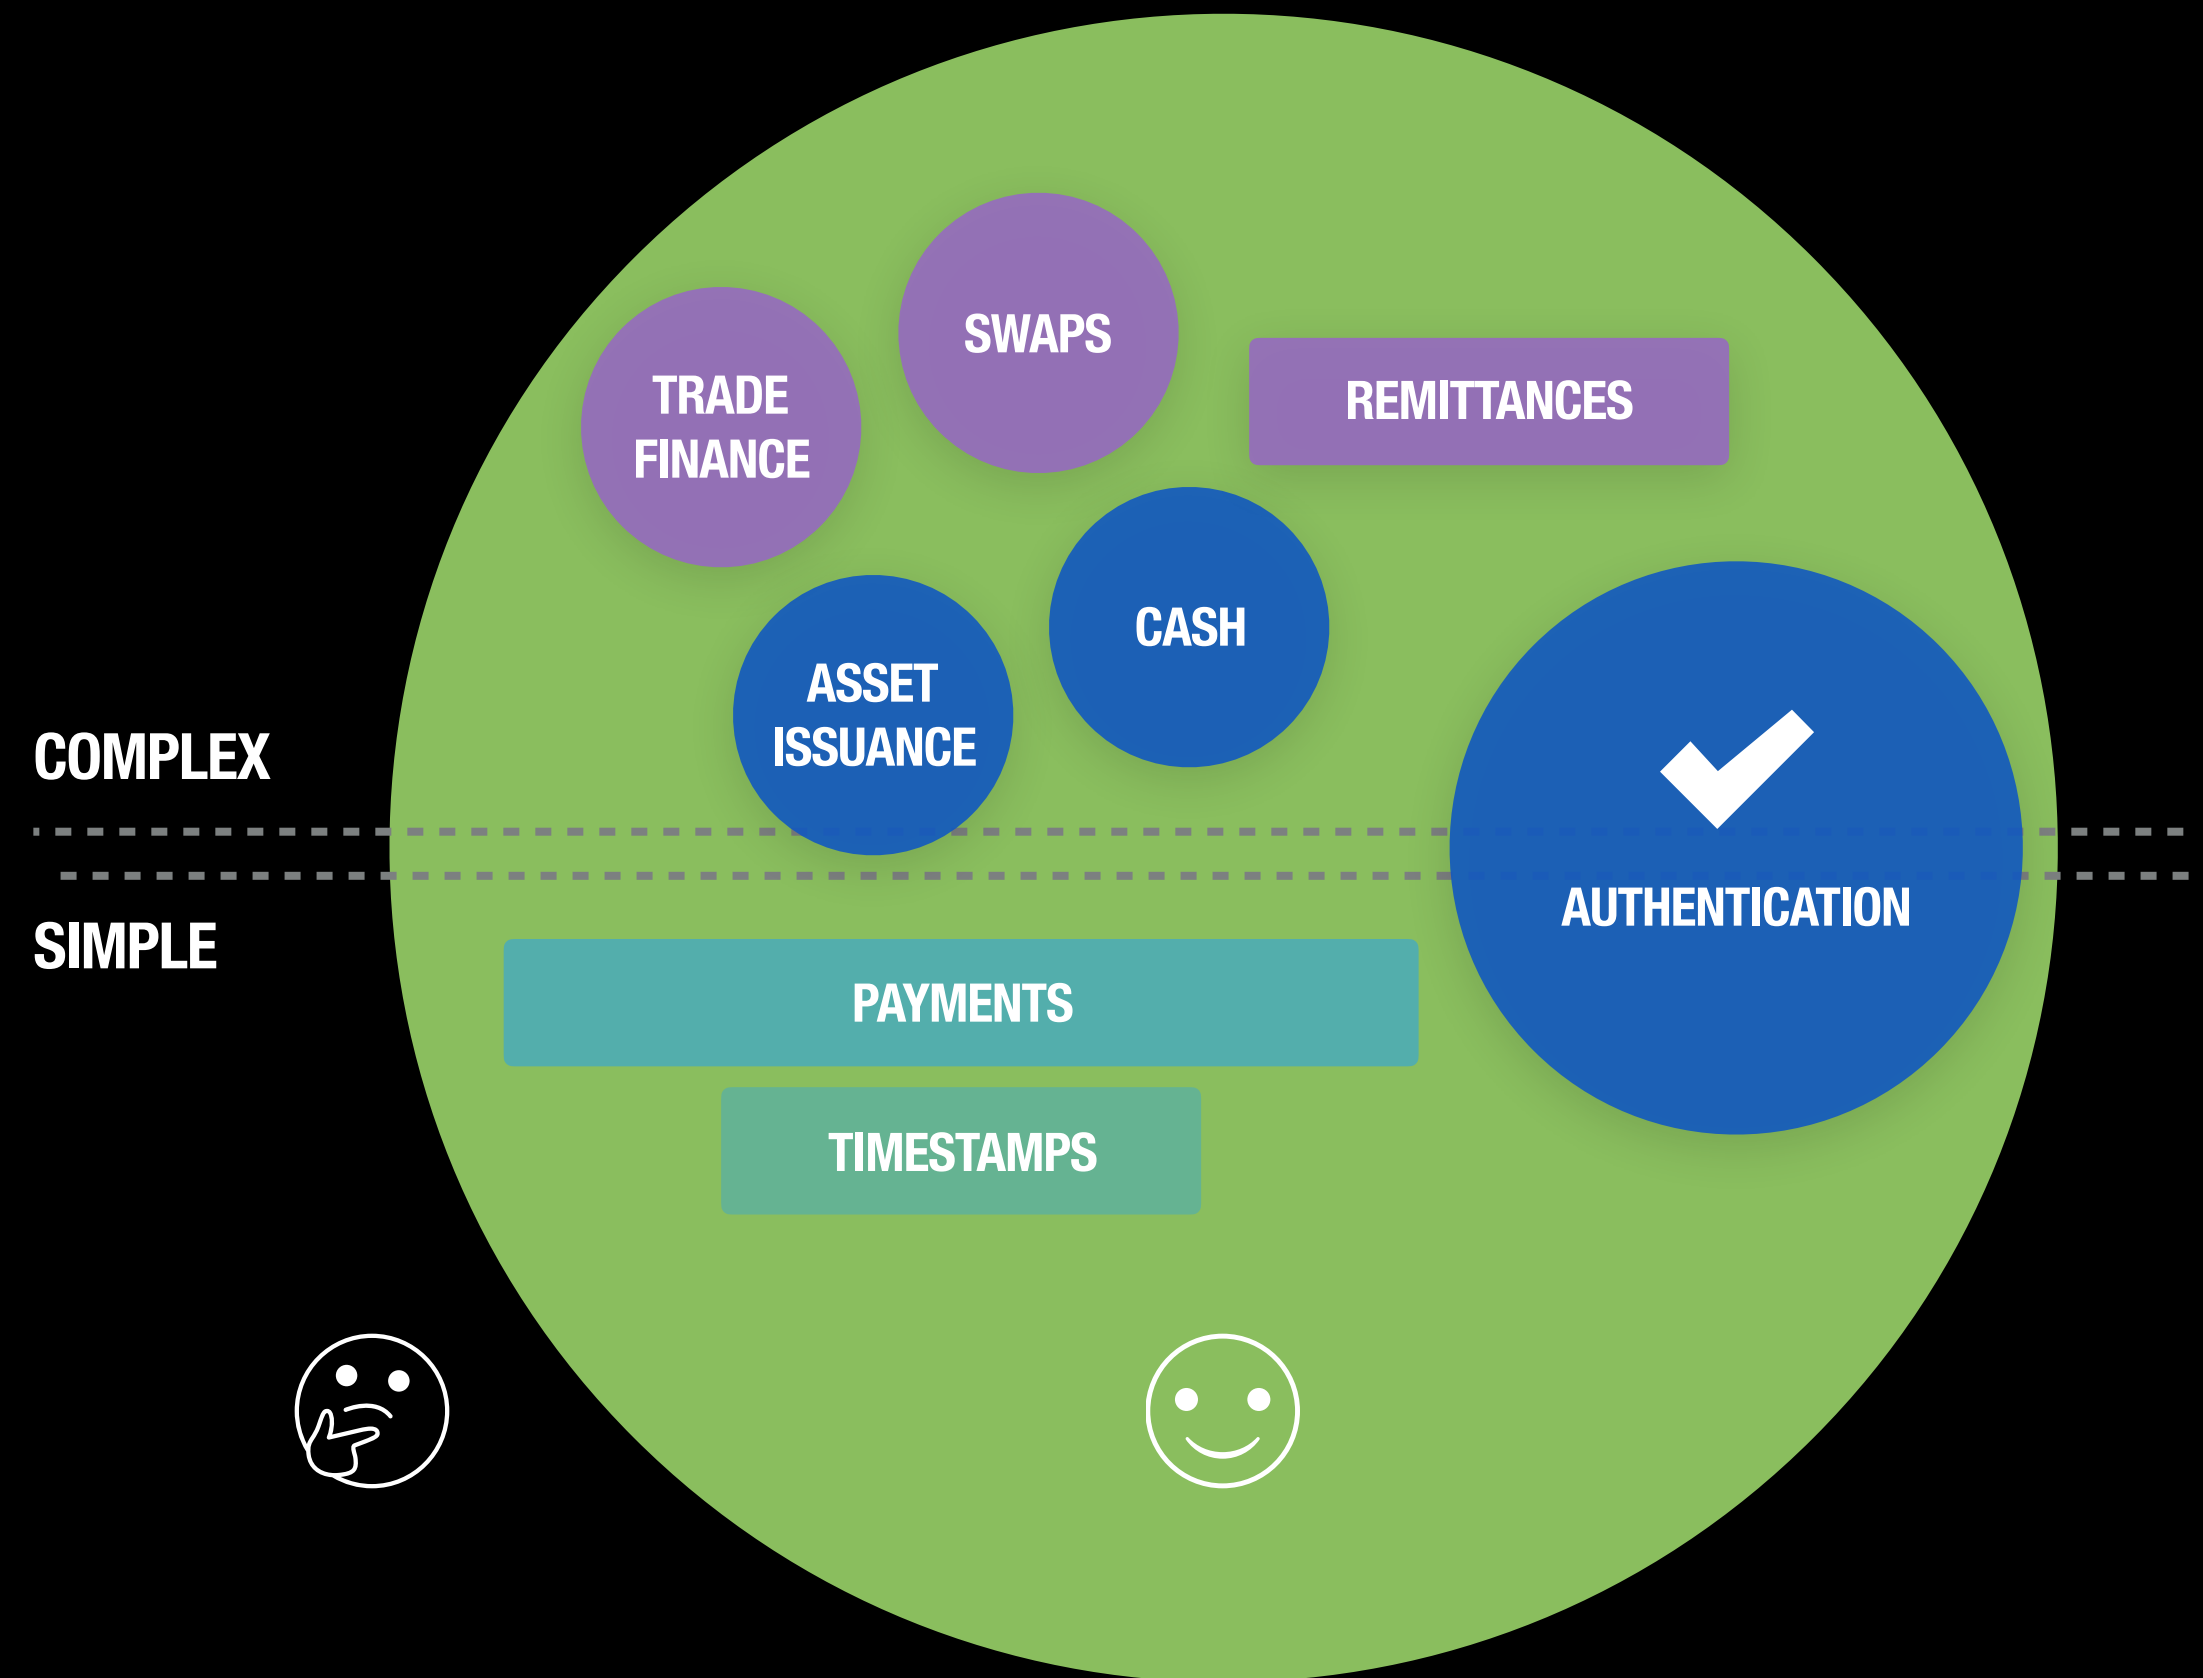 SWAPS
TRADE
FINANCE
REMITTANCES
CASH
ASSET
ISSUANCE
COMPLEX
SIMPLE
AUTHENTICATION
PAYMENTS
TIMESTAMPS